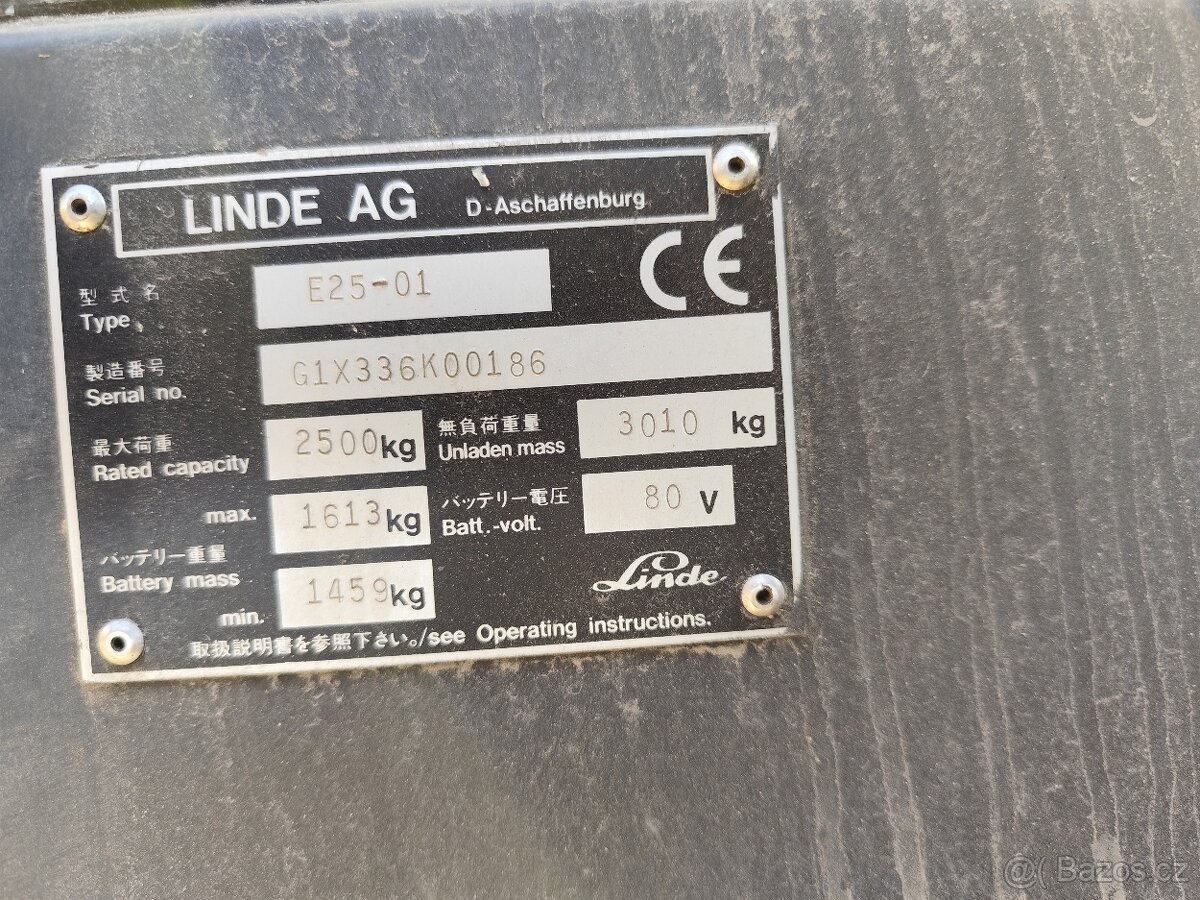 LINDE AG D-Aschaffenburg
CE
型式名
Type E25-01
製造番号
Serial no. G1X336K00186
最大荷重
Rated capacity 2500kg
無負荷重量
Unladen mass 3010 kg
max. 1613kg
バッテリー電圧
Batt.-volt. 80 V
バッテリー重量
Battery mass
min. 1459kg
Linde
取扱説明書を参照下さい。/see Operating instructions.
@( Bazos.cz